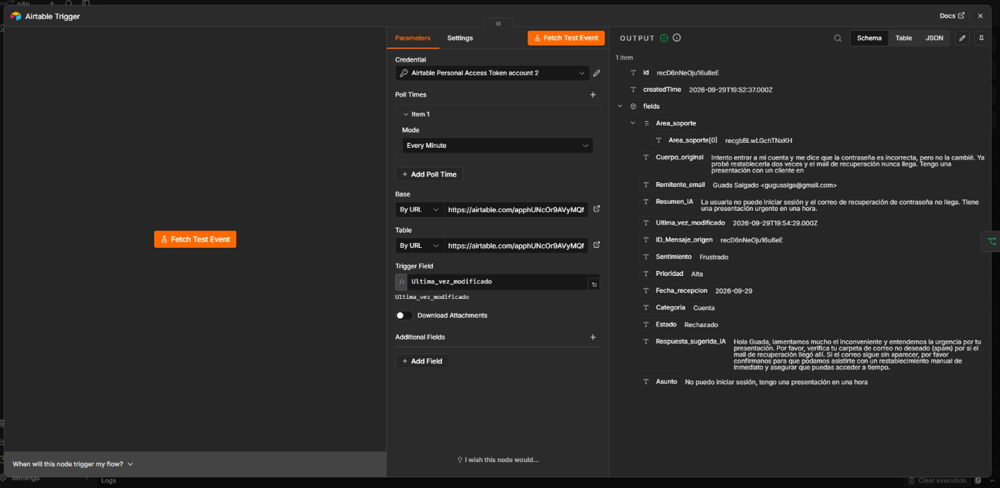 n8n
Airtable Trigger
Docs
Fetch Test Event
When will this node trigger my flow?
Parameters
Settings
Fetch Test Event
Credential
Airtable Personal Access Token account 2
Poll Times
Item 1
Mode
Every Minute
Add Poll Time
Base
By URL
https://airtable.com/apphUNcOr9AVyMQI
Table
By URL
https://airtable.com/apphUNcOr9AVyMQI
Trigger Field
fx Ultima_vez_modificado
Ultima_vez_modificado
Download Attachments
Additional Fields
Add Field
I wish this node would...
OUTPUT
Schema
Table
JSON
1 item
T id recD6nNeOju16u8eE
T createdTime 2026-09-29T19:52:37.000Z
fields
Area_soporte
T Area_soporte[0] recgbBLwLGchTNxKH
T Cuerpo_original Intento entrar a mi cuenta y me dice que la contraseña es incorrecta, pero no la cambié. Ya
probé restablecerla dos veces y el mail de recuperación nunca llega. Tengo una
presentación con un cliente en
T Remitente_email Guada Salgado <gugusalga@gmail.com>
T Resumen_IA La usuaria no puede iniciar sesión y el correo de recuperación de contraseña no llega. Tiene
una presentación urgente en una hora.
T Ultima_vez_modificado 2026-09-29T19:54:29.000Z
T ID_Mensaje_origen recD6nNeOju16u8eE
T Sentimiento Frustrado
T Prioridad Alta
T Fecha_recepcion 2026-09-29
T Categoria Cuenta
T Estado Rechazado
T Respuesta_sugerida_IA Hola Guada, lamentamos mucho el inconveniente y entendemos la urgencia por tu
presentación. Por favor, verifica tu carpeta de correo no deseado (spam) por si el
mail de recuperación llegó allí. Si el correo sigue sin aparecer, por favor
confírmanos para que podamos asistirte con un restablecimiento manual de
inmediato y asegurar que puedas acceder a tiempo.
T Asunto No puedo iniciar sesión, tengo una presentación en una hora
Settings
Logs
Clear execution